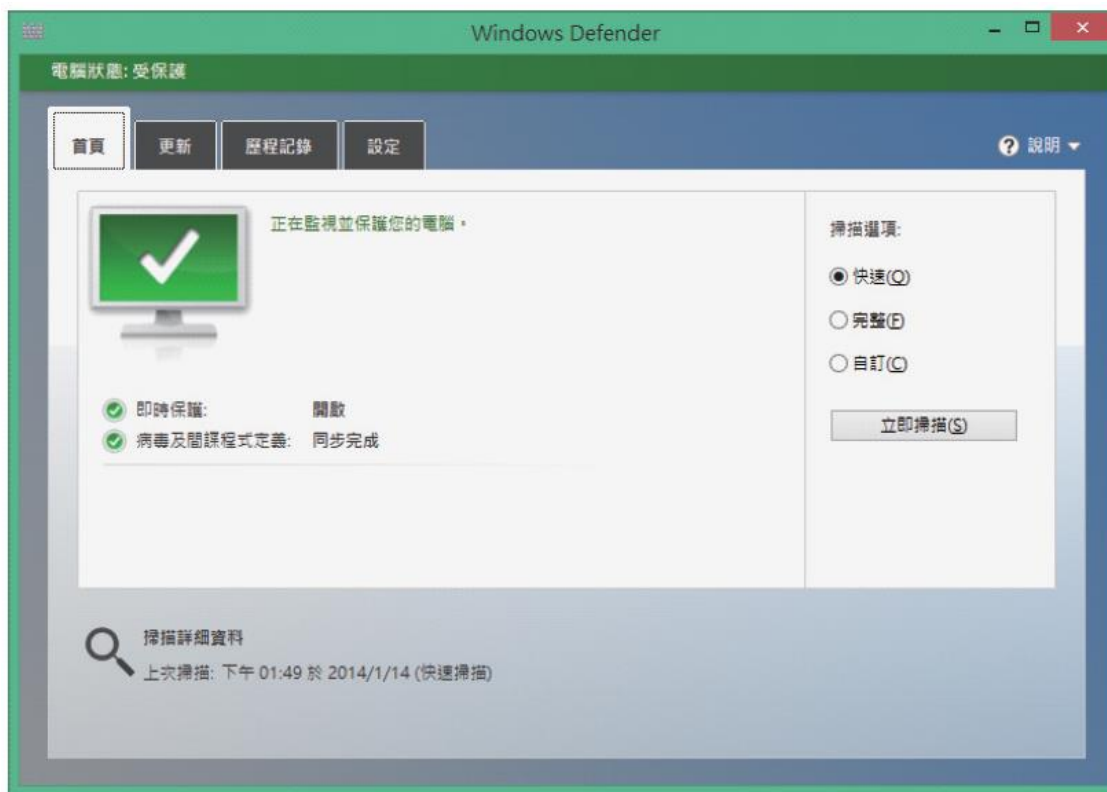 Windows Defender
電腦狀態: 受保護
首頁
更新
歷程記錄
設定
說明
正在監視並保護您的電腦。
掃描選項:
快速(Q)
完整(F)
自訂(C)
立即掃描(S)
即時保護: 開啟
病毒及間諜程式定義: 同步完成
掃描詳細資料
上次掃描: 下午 01:49 於 2014/1/14 (快速掃描)